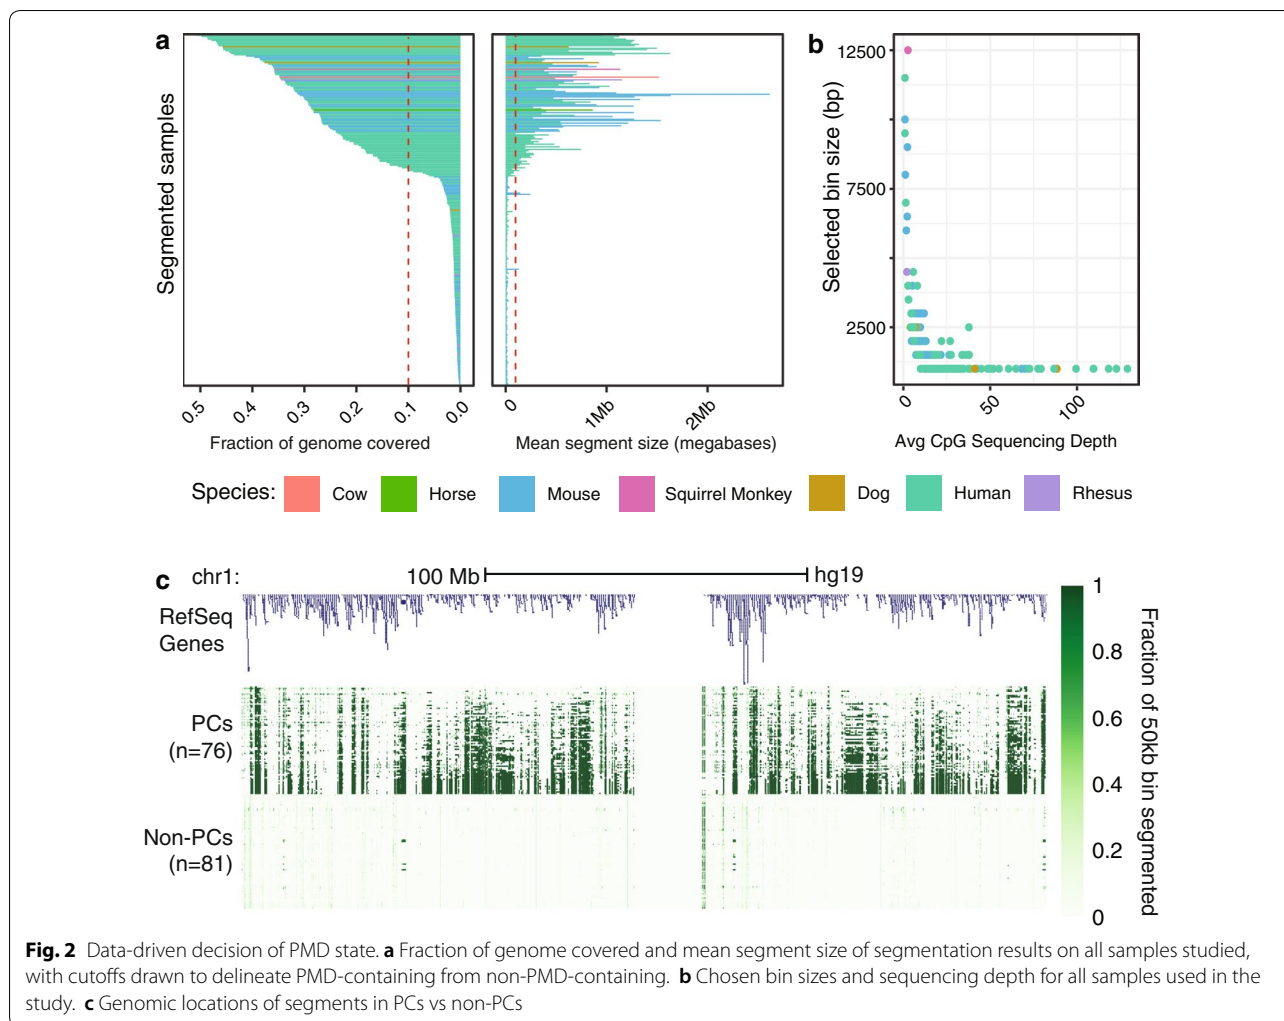 a
Segmented samples
0.5
0.4
0.3
0.2
0.1
0.0
Fraction of genome covered
0
1Mb
2Mb
Mean segment size (megabases)
b
Selected bin size (bp)
12500
7500
2500
0
50
100
Avg CpG Sequencing Depth
Species:
Cow
Horse
Mouse
Squirrel Monkey
Dog
Human
Rhesus
c
chr1:
100 Mb
hg19
RefSeq
Genes
PCs
(n=76)
Non-PCs
(n=81)
1
0.8
0.6
0.4
0.2
0
Fraction of 50kb bin segmented
Fig. 2 Data-driven decision of PMD state. a Fraction of genome covered and mean segment size of segmentation results on all samples studied,
with cutoffs drawn to delineate PMD-containing from non-PMD-containing. b Chosen bin sizes and sequencing depth for all samples used in the
study. c Genomic locations of segments in PCs vs non-PCs